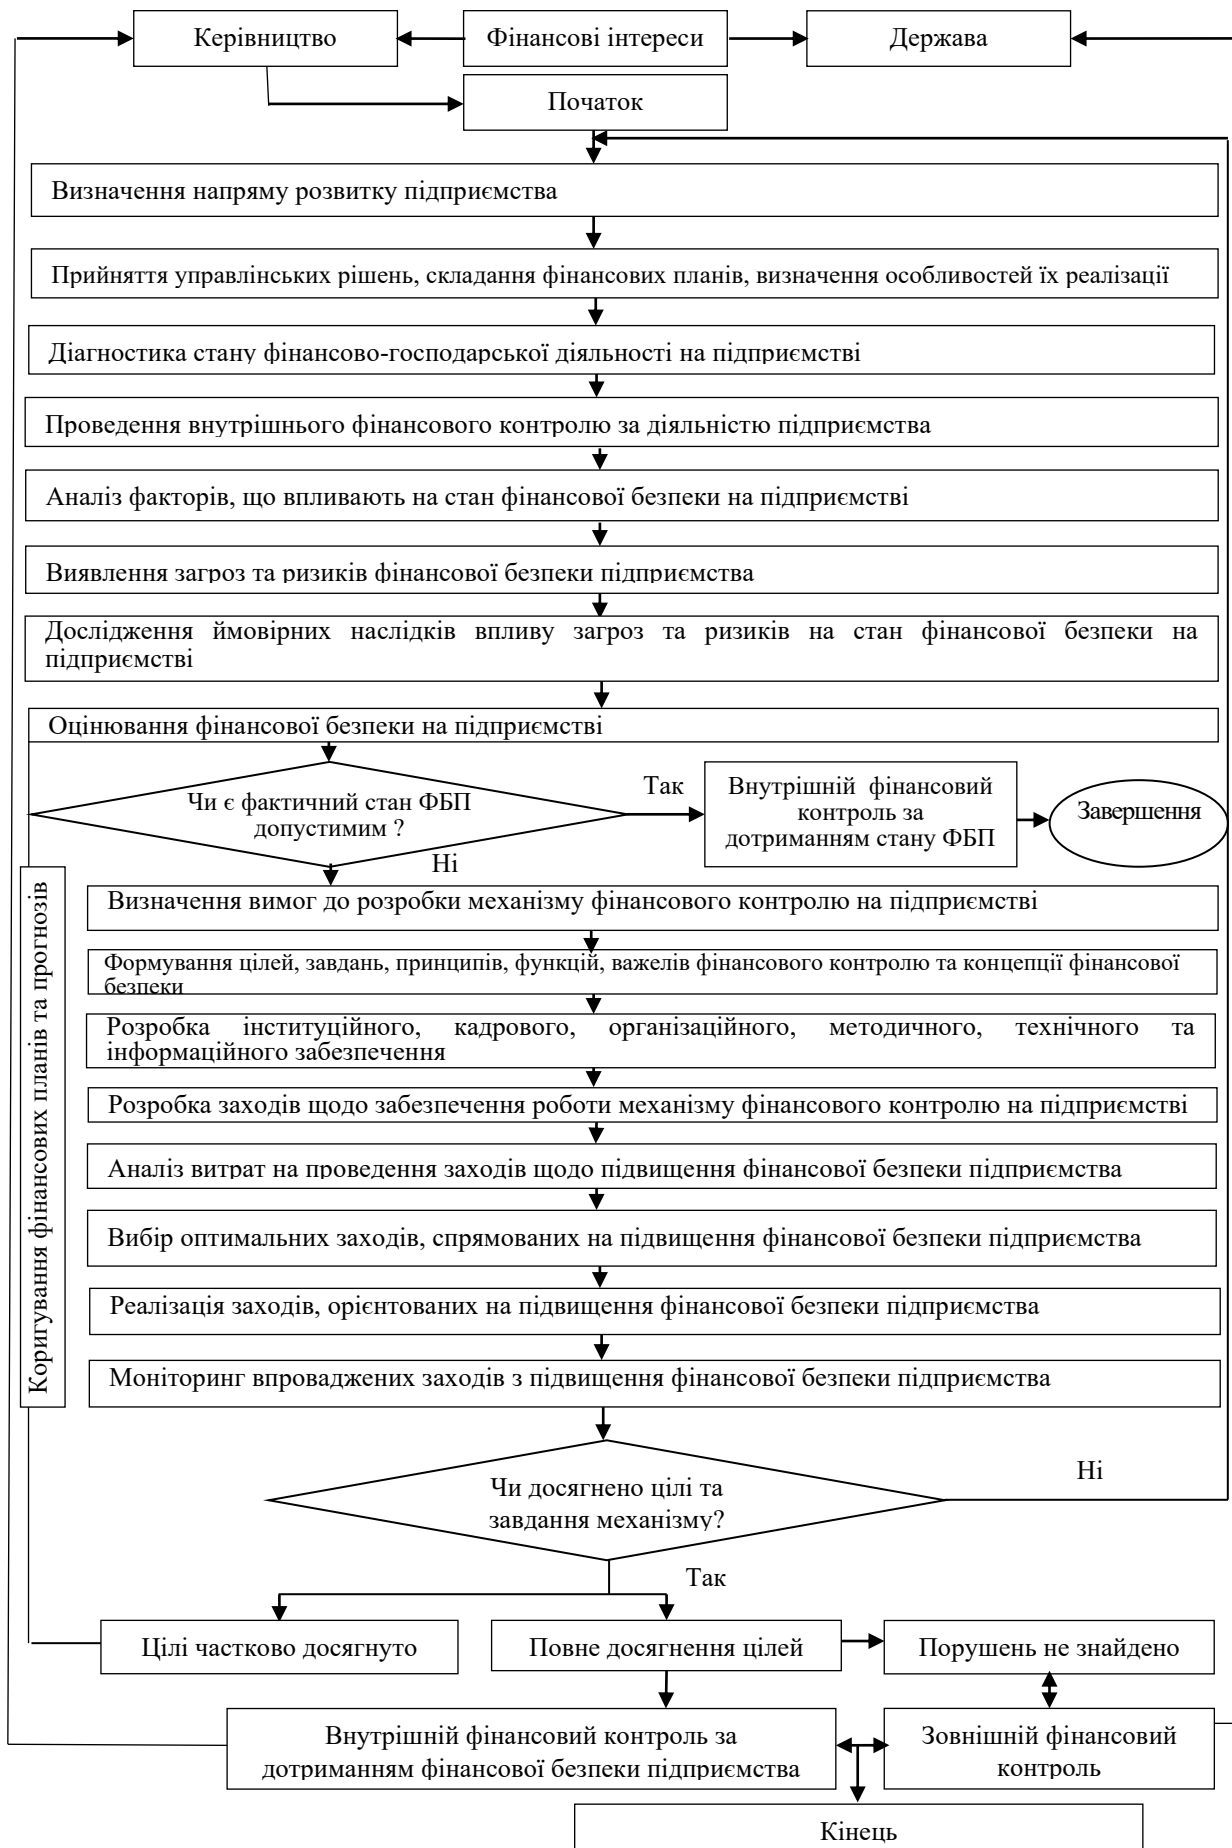 Керівництво
Фінансові інтереси
Держава
Початок
Визначення напряму розвитку підприємства
Прийняття управлінських рішень, складання фінансових планів, визначення особливостей їх реалізації
Діагностика стану фінансово-господарської діяльності на підприємстві
Проведення внутрішнього фінансового контролю за діяльністю підприємства
Аналіз факторів, що впливають на стан фінансової безпеки на підприємстві
Виявлення загроз та ризиків фінансової безпеки підприємства
Дослідження ймовірних наслідків впливу загроз та ризиків на стан фінансової безпеки на
підприємстві
Оцінювання фінансової безпеки на підприємстві
Чи є фактичний стан ФБП
допустимим ?
Так
Внутрішній фінансовий
контроль за
дотриманням стану ФБП
Завершення
Ні
Коригування фінансових планів та прогнозів
Визначення вимог до розробки механізму фінансового контролю на підприємстві
Формування цілей, завдань, принципів, функцій, важелів фінансового контролю та концепції фінансової
безпеки
Розробка інституційного, кадрового, організаційного, методичного, технічного та
інформаційного забезпечення
Розробка заходів щодо забезпечення роботи механізму фінансового контролю на підприємстві
Аналіз витрат на проведення заходів щодо підвищення фінансової безпеки підприємства
Вибір оптимальних заходів, спрямованих на підвищення фінансової безпеки підприємства
Реалізація заходів, орієнтованих на підвищення фінансової безпеки підприємства
Моніторинг впроваджених заходів з підвищення фінансової безпеки підприємства
Чи досягнено цілі та
завдання механізму?
Ні
Так
Цілі частково досягнуто
Повне досягнення цілей
Порушень не знайдено
Внутрішній фінансовий контроль за
дотриманням фінансової безпеки підприємства
Зовнішній фінансовий
контроль
Кінець